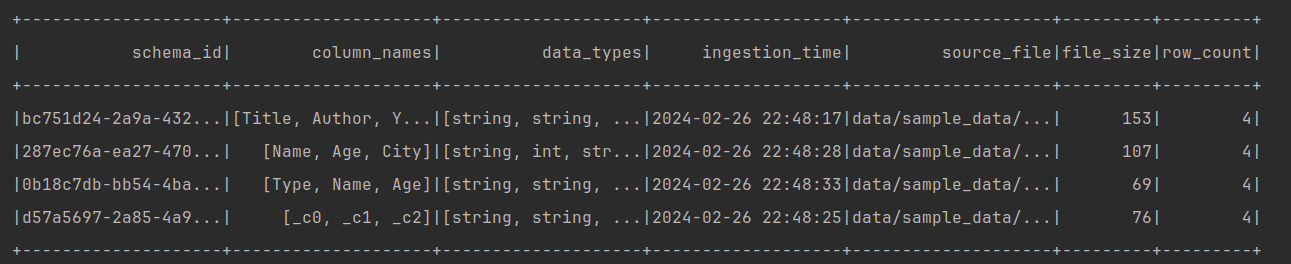 +--------------------+--------------------+--------------------+-------------------+--------------------+---------+---------+
|           schema_id|        column_names|          data_types|     ingestion_time|         source_file|file_size|row_count|
+--------------------+--------------------+--------------------+-------------------+--------------------+---------+---------+
|bc751d24-2a9a-432...|[Title, Author, Y...|[string, string, ...|2024-02-26 22:48:17|data/sample_data/...|      153|        4|
|287ec76a-ea27-470...|   [Name, Age, City]|[string, int, str...|2024-02-26 22:48:28|data/sample_data/...|      107|        4|
|0b18c7db-bb54-4ba...|   [Type, Name, Age]|[string, string, ...|2024-02-26 22:48:33|data/sample_data/...|       69|        4|
|d57a5697-2a85-4a9...|     [_c0, _c1, _c2]|[string, string, ...|2024-02-26 22:48:25|data/sample_data/...|       76|        4|
+--------------------+--------------------+--------------------+-------------------+--------------------+---------+---------+